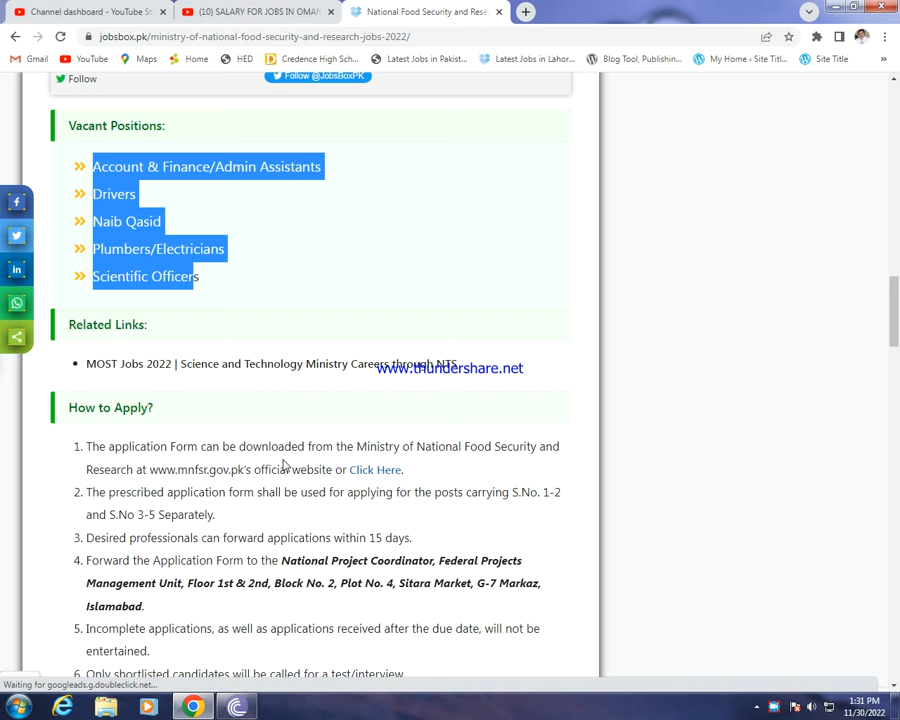 Channel dashboard - YouTube St
(10) SALARY FOR JOBS IN OMAN
National Food Security and Rese
jobsbox.pk/ministry-of-national-food-security-and-research-jobs-2022/
Gmail YouTube Maps Home HED Credence High Sc... Latest Jobs in Pakist... Latest Jobs in Lahor... Blog Tool, Publishin... My Home ‹ Site Titl... Site Title »
Follow Follow @JobsBoxPK
Vacant Positions:
Account & Finance/Admin Assistants
Drivers
Naib Qasid
Plumbers/Electricians
Scientific Officers
Related Links:
MOST Jobs 2022 | Science and Technology Ministry Careers through NTS
www.thundershare.net
How to Apply?
1. The application Form can be downloaded from the Ministry of National Food Security and
Research at www.mnfsr.gov.pk's official website or Click Here.
2. The prescribed application form shall be used for applying for the posts carrying S.No. 1-2
and S.No 3-5 Separately.
3. Desired professionals can forward applications within 15 days.
4. Forward the Application Form to the National Project Coordinator, Federal Projects
Management Unit, Floor 1st & 2nd, Block No. 2, Plot No. 4, Sitara Market, G-7 Markaz,
Islamabad.
5. Incomplete applications, as well as applications received after the due date, will not be
entertained.
6. Only shortlisted candidates will be called for a test/interview.
Waiting for googleads.g.doubleclick.net...
1:31 PM
11/30/2022